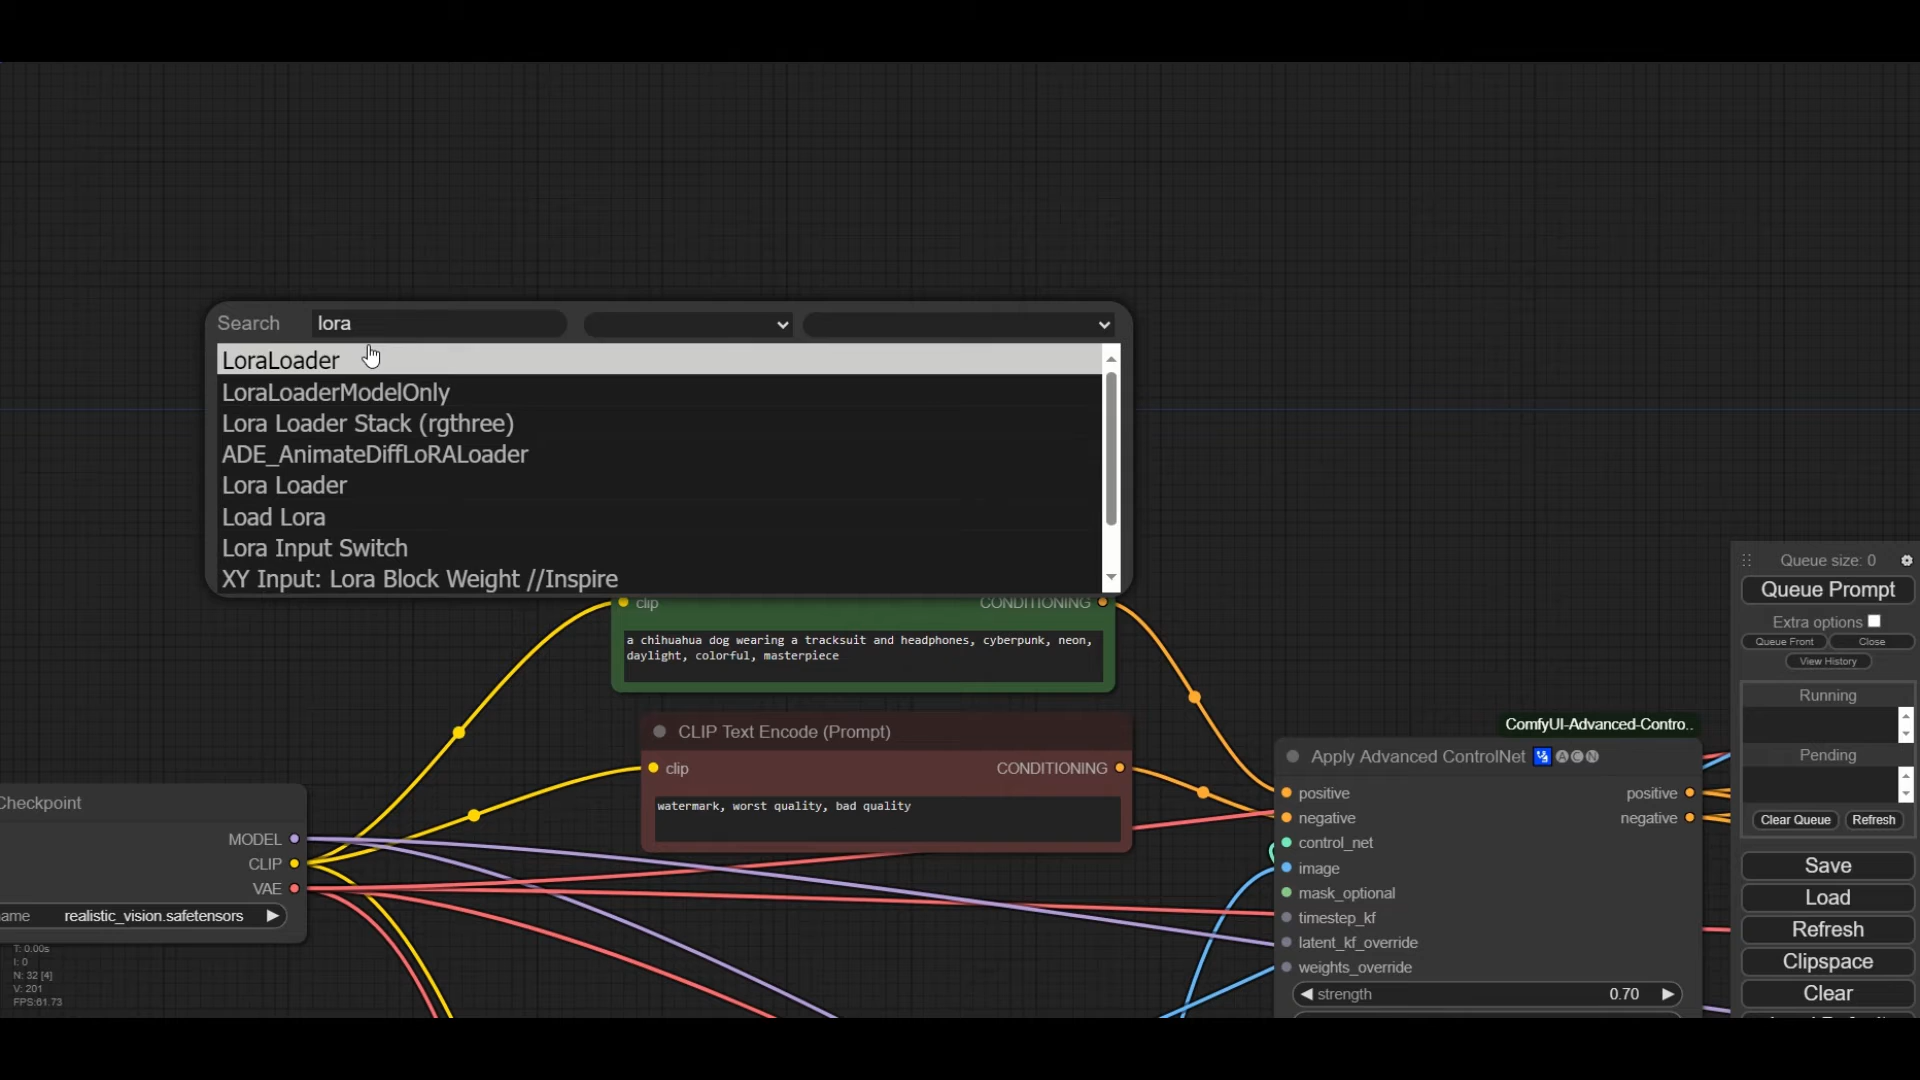 Search lora
LoraLoader
LoraLoaderModelOnly
Lora Loader Stack (rgthree)
ADE_AnimateDiffLoRALoader
Lora Loader
Load Lora
Lora Input Switch
XY Input: Lora Block Weight //Inspire
clip CONDITIONING
a chihuahua dog wearing a tracksuit and headphones, cyberpunk, neon,
daylight, colorful, masterpiece
CLIP Text Encode (Prompt)
clip CONDITIONING
watermark, worst quality, bad quality
Checkpoint
MODEL
CLIP
VAE
ame realistic_vision.safetensors
T: 0.00s
I: 0
N: 32 [4]
V: 201
FPS:61.73
ComfyUI-Advanced-Contro..
Apply Advanced ControlNet ACN
positive positive
negative negative
control_net
image
mask_optional
timestep_kf
latent_kf_override
weights_override
strength 0.70
Queue size: 0
Queue Prompt
Extra options
Queue Front Close
View History
Running
Pending
Clear Queue Refresh
Save
Load
Refresh
Clipspace
Clear